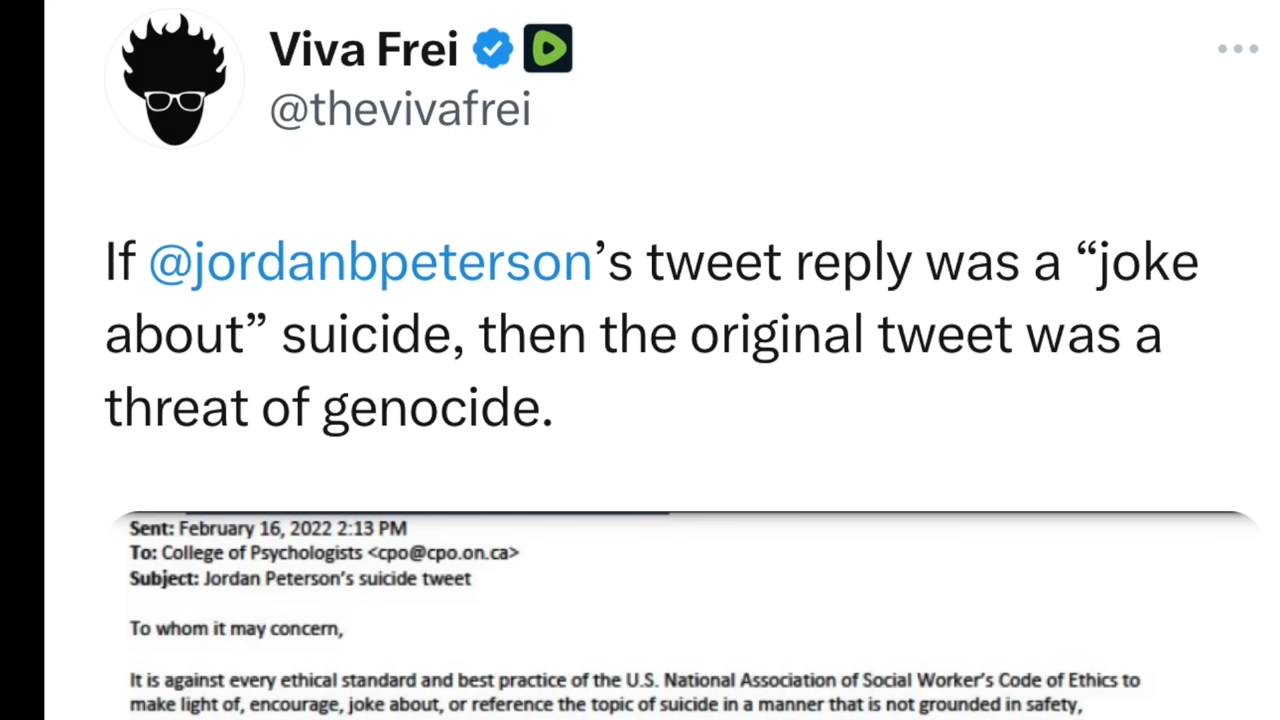 Viva Frei
@thevivafrei
If @jordanbpeterson’s tweet reply was a “joke
about” suicide, then the original tweet was a
threat of genocide.
Sent: February 16, 2022 2:13 PM
To: College of Psychologists <cpo@cpo.on.ca>
Subject: Jordan Peterson's suicide tweet
To whom it may concern,
It is against every ethical standard and best practice of the U.S. National Association of Social Worker's Code of Ethics to
make light of, encourage, joke about, or reference the topic of suicide in a manner that is not grounded in safety,